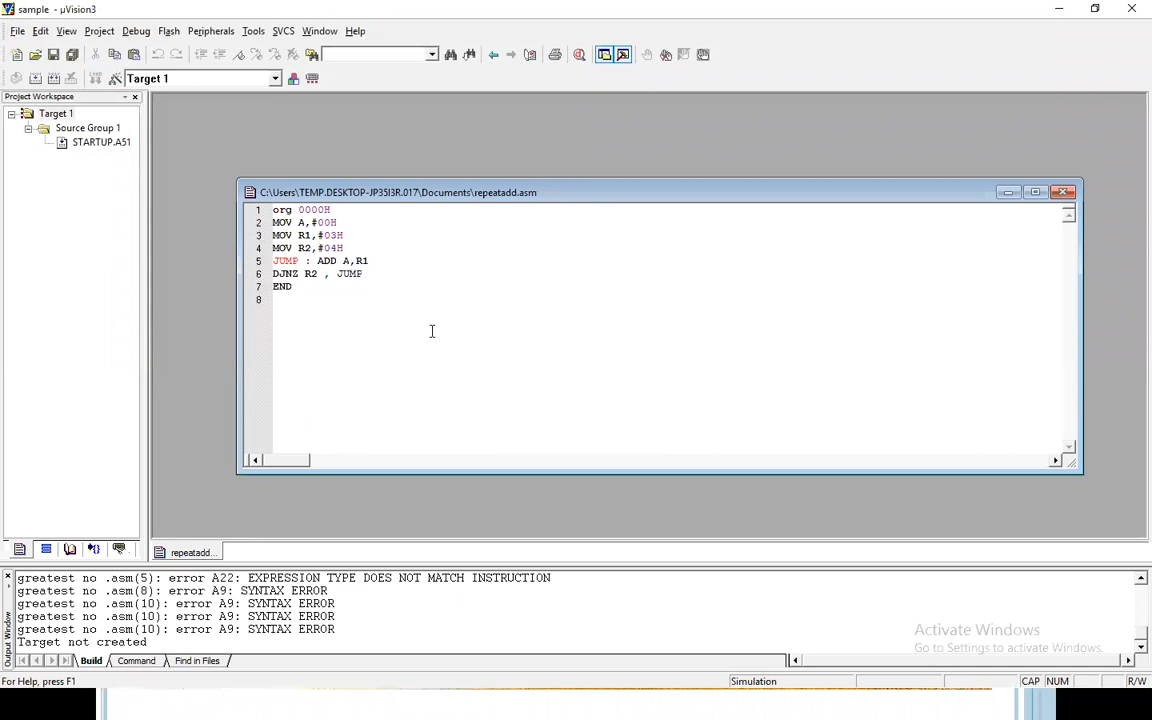 sample - µVision3
File Edit View Project Debug Flash Peripherals Tools SVCS Window Help
Target 1
Project Workspace
Target 1
Source Group 1
STARTUP.A51
C:\Users\TEMP.DESKTOP-JP35I3R.017\Documents\repeatadd.asm
1 org 0000H
2 MOV A,#00H
3 MOV R1,#03H
4 MOV R2,#04H
5 JUMP : ADD A,R1
6 DJNZ R2 , JUMP
7 END
8
repeatadd...
greatest no .asm(5): error A22: EXPRESSION TYPE DOES NOT MATCH INSTRUCTION
greatest no .asm(8): error A9: SYNTAX ERROR
greatest no .asm(10): error A9: SYNTAX ERROR
greatest no .asm(10): error A9: SYNTAX ERROR
greatest no .asm(10): error A9: SYNTAX ERROR
Target not created
Output Window
Build Command Find in Files
Activate Windows
Go to Settings to activate Windows.
For Help, press F1 Simulation CAP NUM R/W